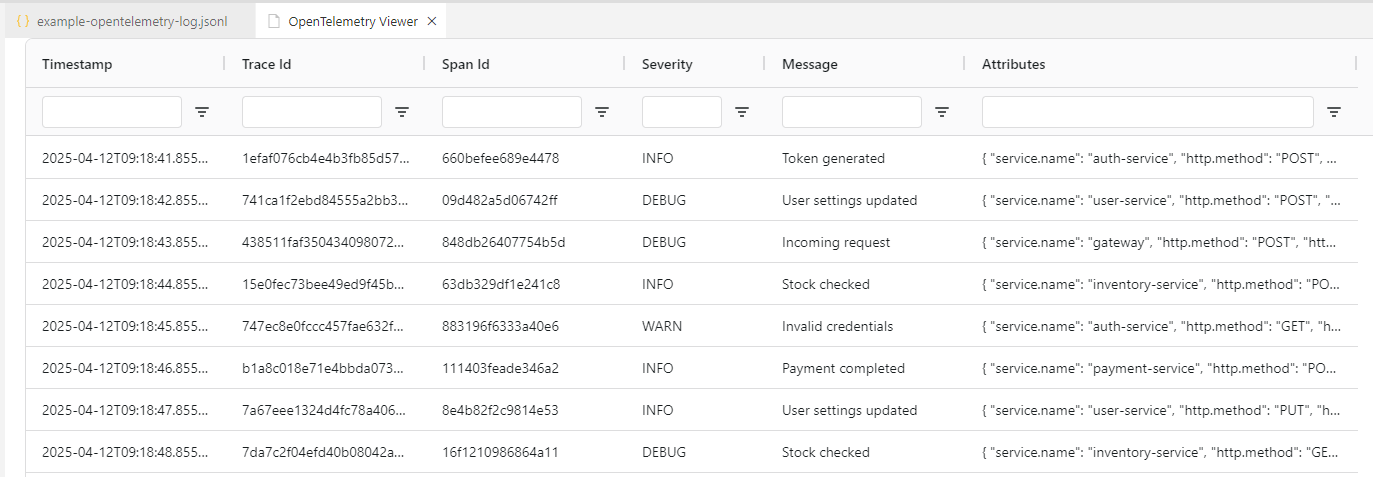 {} example-opentelemetry-log.jsonl OpenTelemetry Viewer ×
Timestamp Trace Id Span Id Severity Message Attributes
2025-04-12T09:18:41.855... 1efaf076cb4e4b3fb85d57... 660befee689e4478 INFO Token generated { "service.name": "auth-service", "http.method": "POST", ...
2025-04-12T09:18:42.855... 741ca1f2ebd84555a2bb3... 09d482a5d06742ff DEBUG User settings updated { "service.name": "user-service", "http.method": "POST", "...
2025-04-12T09:18:43.855... 438511faf350434098072... 848db26407754b5d DEBUG Incoming request { "service.name": "gateway", "http.method": "POST", "htt...
2025-04-12T09:18:44.855... 15e0fec73bee49ed9f45b... 63db329df1e241c8 INFO Stock checked { "service.name": "inventory-service", "http.method": "PO...
2025-04-12T09:18:45.855... 747ec8e0fccc457fae632f... 883196f6333a40e6 WARN Invalid credentials { "service.name": "auth-service", "http.method": "GET", "h...
2025-04-12T09:18:46.855... b1a8c018e71e4bbda073... 111403feade346a2 INFO Payment completed { "service.name": "payment-service", "http.method": "PO...
2025-04-12T09:18:47.855... 7a67eee1324d4fc78a406... 8e4b82f2c9814e53 INFO User settings updated { "service.name": "user-service", "http.method": "PUT", "h...
2025-04-12T09:18:48.855... 7da7c2f04efd40b08042a... 16f1210986864a11 DEBUG Stock checked { "service.name": "inventory-service", "http.method": "GE...